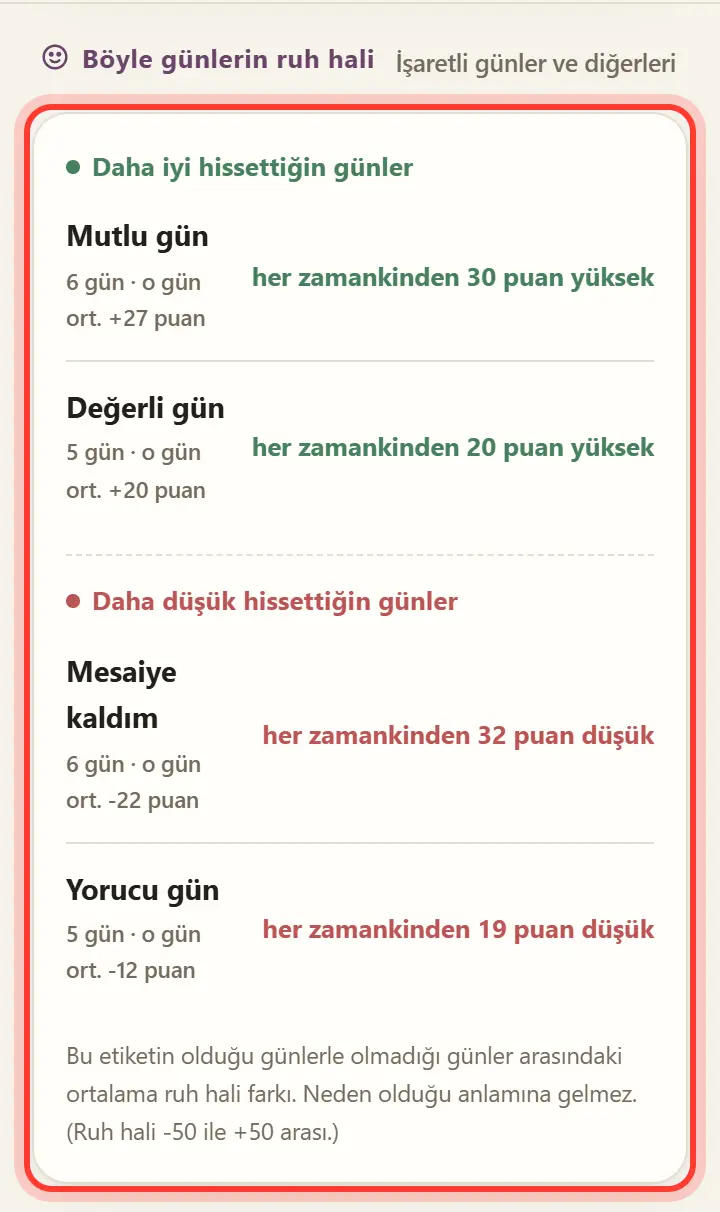 Böyle günlerin ruh hali İşaretli günler ve diğerleri
Daha iyi hissettiğin günler
Mutlu gün
6 gün · o gün
ort. +27 puan
her zamankinden 30 puan yüksek
Değerli gün
5 gün · o gün
ort. +20 puan
her zamankinden 20 puan yüksek
Daha düşük hissettiğin günler
Mesaiye
kaldım
6 gün · o gün
ort. -22 puan
her zamankinden 32 puan düşük
Yorucu gün
5 gün · o gün
ort. -12 puan
her zamankinden 19 puan düşük
Bu etiketin olduğu günlerle olmadığı günler arasındaki
ortalama ruh hali farkı. Neden olduğu anlamına gelmez.
(Ruh hali -50 ile +50 arası.)